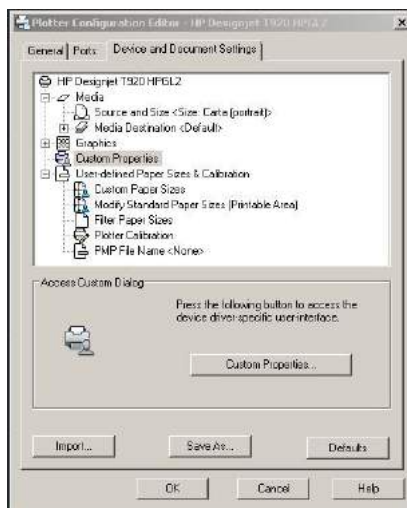 Plotter Configuration Editor - HP Designjet T920 HPGL2
General Ports Device and Document Settings
HP Designjet T920 HPGL2
Media
Source and Size <Size: Carta (portrait)>
Media Destination <Default>
Graphics
Custom Properties
User-defined Paper Sizes & Calibration
Custom Paper Sizes
Modify Standard Paper Sizes (Printable Area)
Filter Paper Sizes
Plotter Calibration
PMP File Name <None>
Access Custom Dialog
Press the following button to access the
device driver-specific user-interface.
Custom Properties...
Import... Save As... Defaults
OK Cancel Help